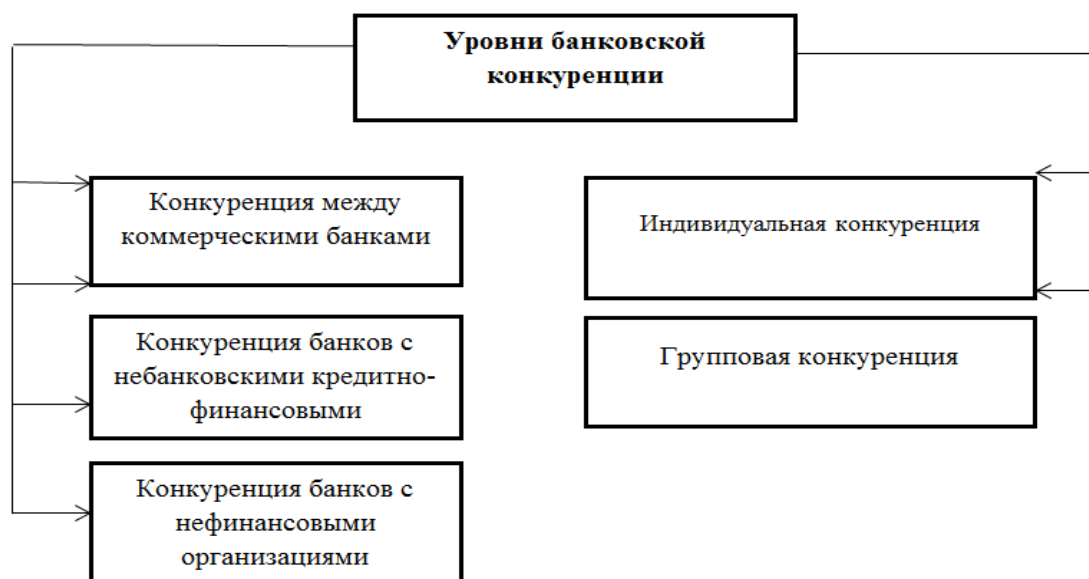 Уровни банковской
конкуренции
Конкуренция между
коммерческими банками
Конкуренция банков с
небанковскими кредитно-
финансовыми
Конкуренция банков с
нефинансовыми
организациями
Индивидуальная конкуренция
Групповая конкуренция